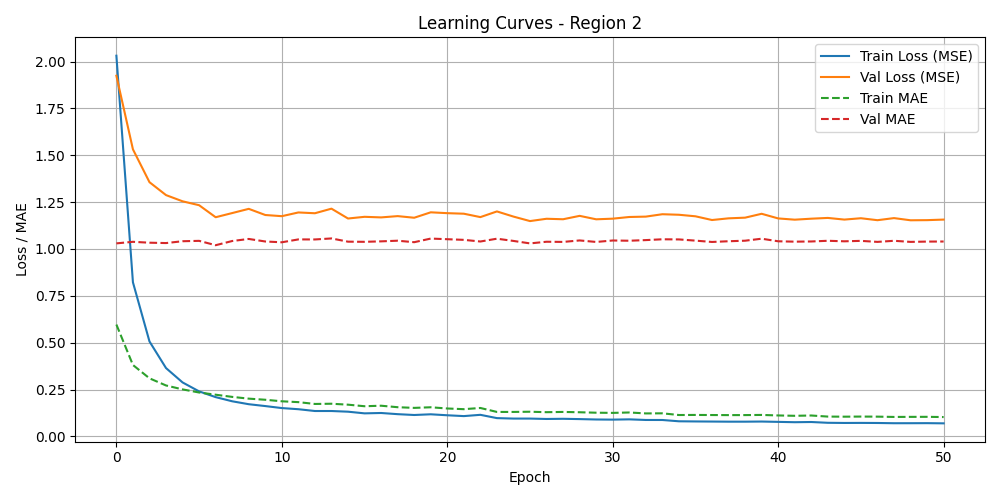 Learning Curves - Region 2
Train Loss (MSE)
Val Loss (MSE)
Train MAE
Val MAE
Loss / MAE
2.00
1.75
1.50
1.25
1.00
0.75
0.50
0.25
0.00
0 10 20 30 40 50
Epoch